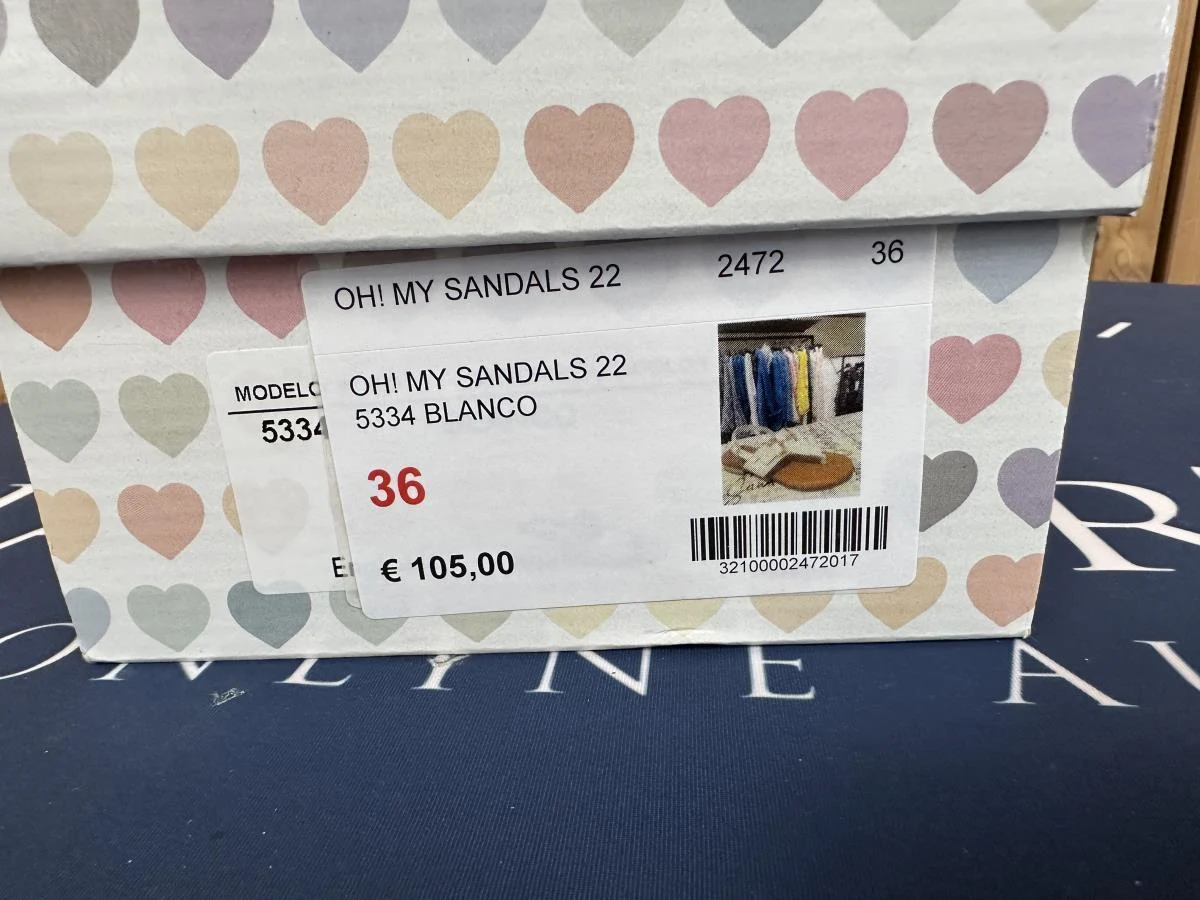 OH! MY SANDALS 22 2472 36
MODELO
5334
OH! MY SANDALS 22
5334 BLANCO
36
€ 105,00
32100002472017